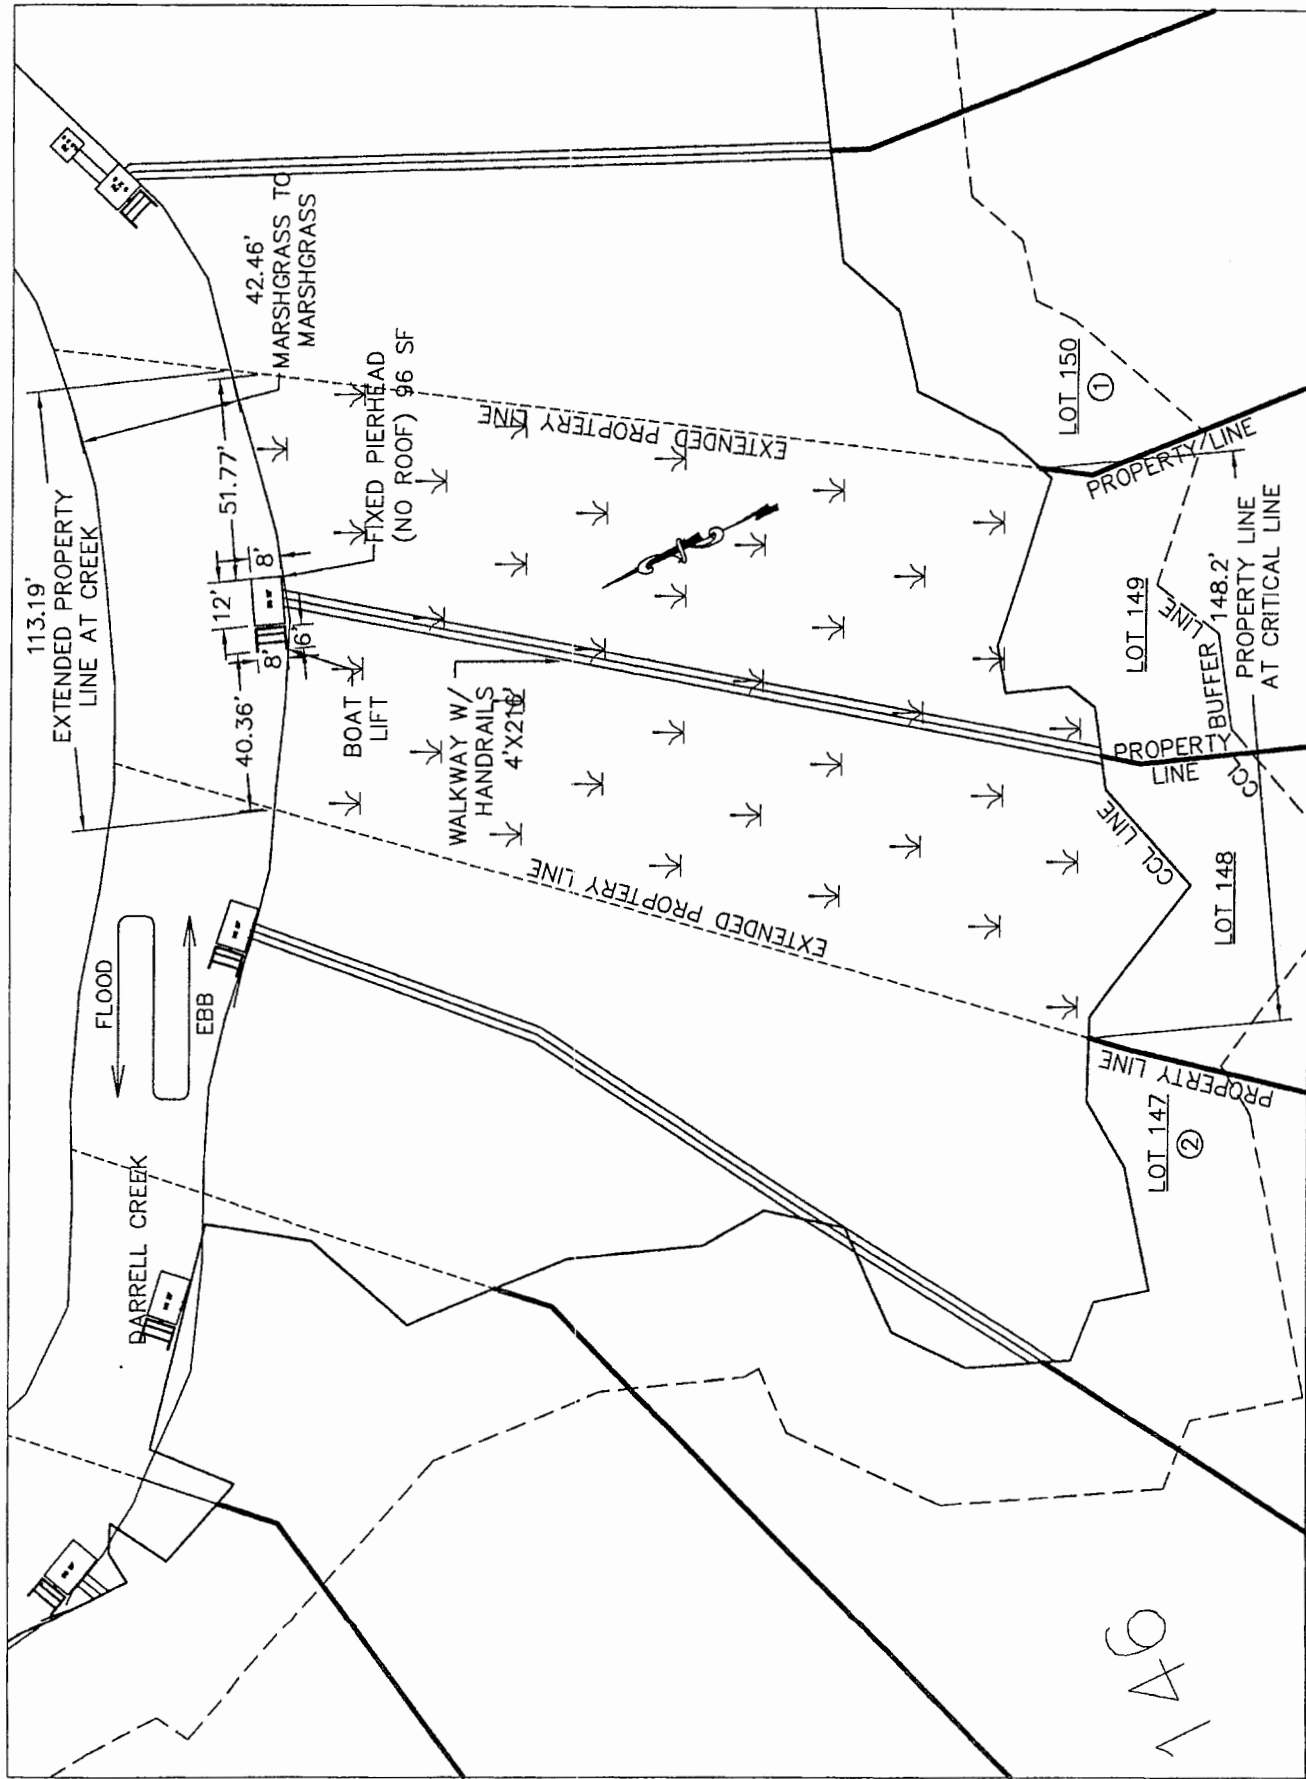 113.19'
EXTENDED PROPERTY
LINE AT CREEK
42.46'
MARSHGRASS TO
MARSHGRASS
51.77'
8'
12'
6'
8'
40.36'
FIXED PIERHEAD
(NO ROOF) 96 SF
BOAT
LIFT
WALKWAY W/
HANDRAILS
4'X216'
EXTENDED PROPTERY LINE
EXTENDED PROPTERY LINE
FLOOD
EBB
DARRELL CREEK
LOT 150
1
PROPERTY LINE
LOT 149
BUFFER LINE
148.2'
PROPERTY LINE
AT CRITICAL LINE
PROPERTY
LINE
CCL
CCL LINE
LOT 148
PROPERTY LINE
LOT 147
2
146